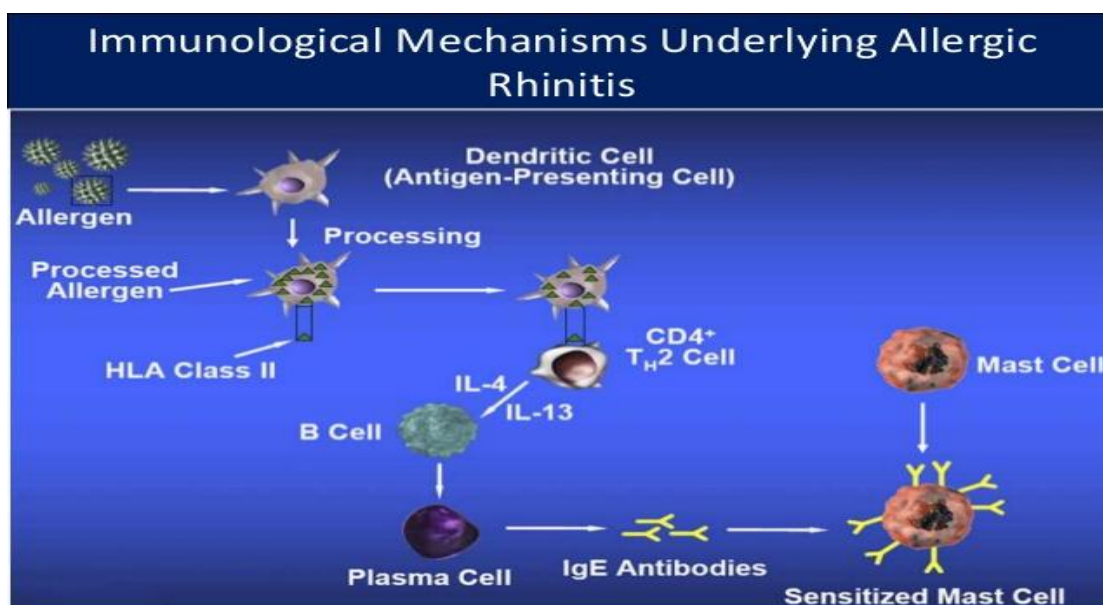 Immunological Mechanisms Underlying Allergic
Rhinitis
Dendritic Cell
(Antigen-Presenting Cell)
Allergen
Processing
Processed
Allergen
HLA Class II
CD4⁺
T_H2 Cell
IL-4
IL-13
Mast Cell
B Cell
Plasma Cell
IgE Antibodies
Sensitized Mast Cell